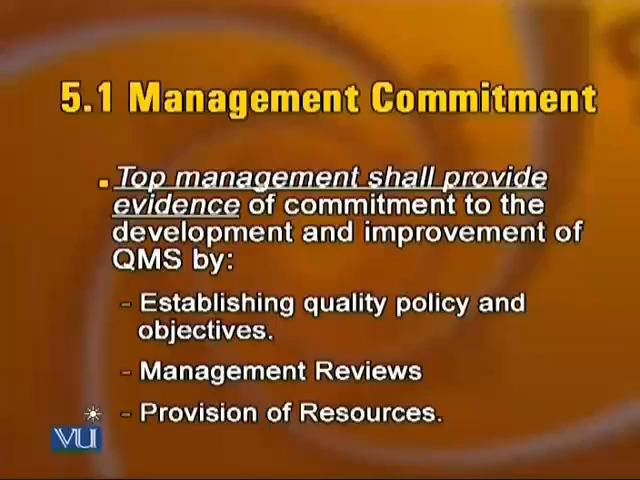 5.1 Management Commitment
Top management shall provide
evidence of commitment to the
development and improvement of
QMS by:
- Establishing quality policy and
objectives.
- Management Reviews
- Provision of Resources.
VU